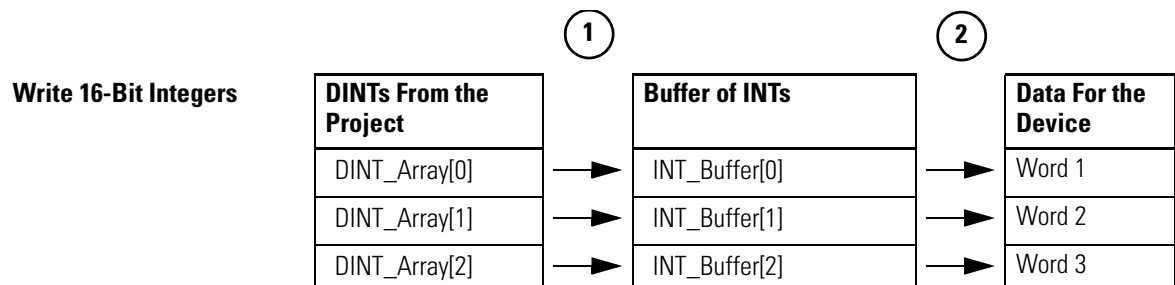 1
2
Write 16-Bit Integers
DINTs From the
Project
Buffer of INTs
Data For the
Device
DINT_Array[0]
INT_Buffer[0]
Word 1
DINT_Array[1]
INT_Buffer[1]
Word 2
DINT_Array[2]
INT_Buffer[2]
Word 3